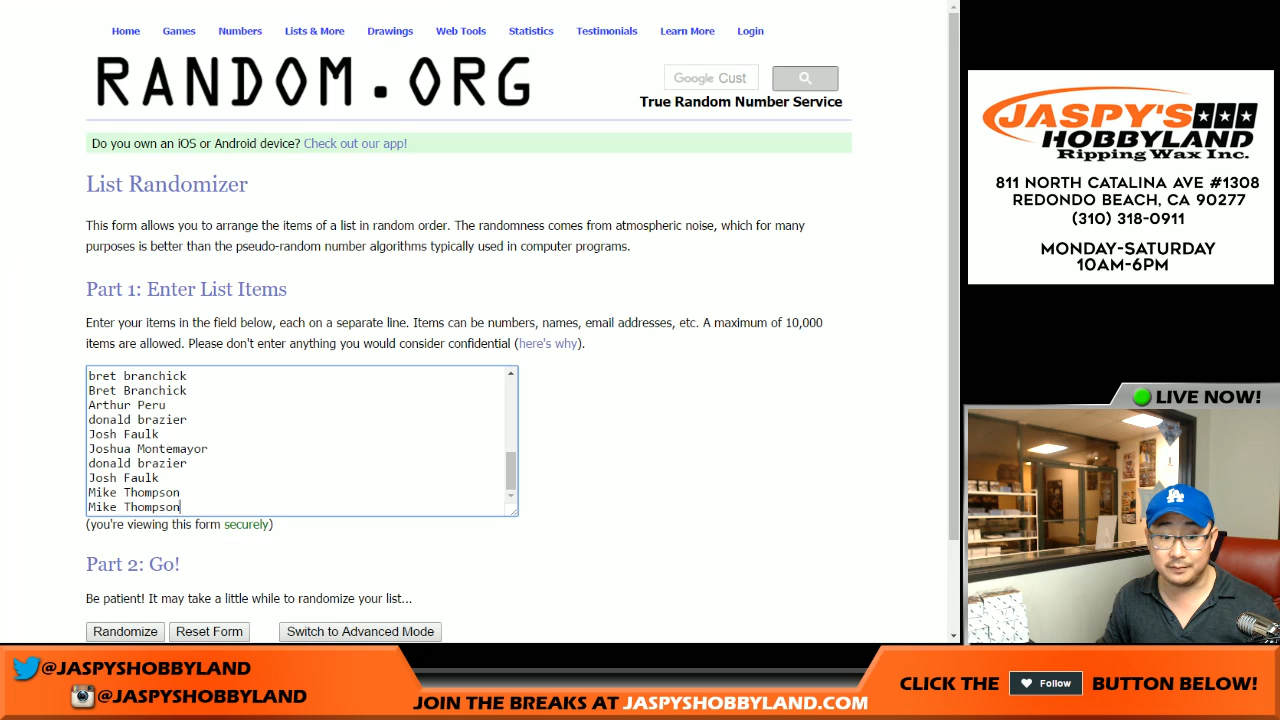 Home Games Numbers Lists & More Drawings Web Tools Statistics Testimonials Learn More Login
RANDOM.ORG
Google Cust
True Random Number Service
Do you own an iOS or Android device? Check out our app!
List Randomizer
This form allows you to arrange the items of a list in random order. The randomness comes from atmospheric noise, which for many
purposes is better than the pseudo-random number algorithms typically used in computer programs.
Part 1: Enter List Items
Enter your items in the field below, each on a separate line. Items can be numbers, names, email addresses, etc. A maximum of 10,000
items are allowed. Please don't enter anything you would consider confidential (here's why).
bret branchick
Bret Branchick
Arthur Peru
donald brazier
Josh Faulk
Joshua Montemayor
donald brazier
Josh Faulk
Mike Thompson
Mike Thompson
(you're viewing this form securely)
Part 2: Go!
Be patient! It may take a little while to randomize your list...
Randomize Reset Form Switch to Advanced Mode
JASPY'S
HOBBYLAND
Ripping Wax Inc.
811 NORTH CATALINA AVE #1308
REDONDO BEACH, CA 90277
(310) 318-0911
MONDAY-SATURDAY
10AM-6PM
LIVE NOW!
@JASPYSHOBBYLAND
@JASPYSHOBBYLAND
JOIN THE BREAKS AT JASPYSHOBBYLAND.COM
CLICK THE Follow BUTTON BELOW!